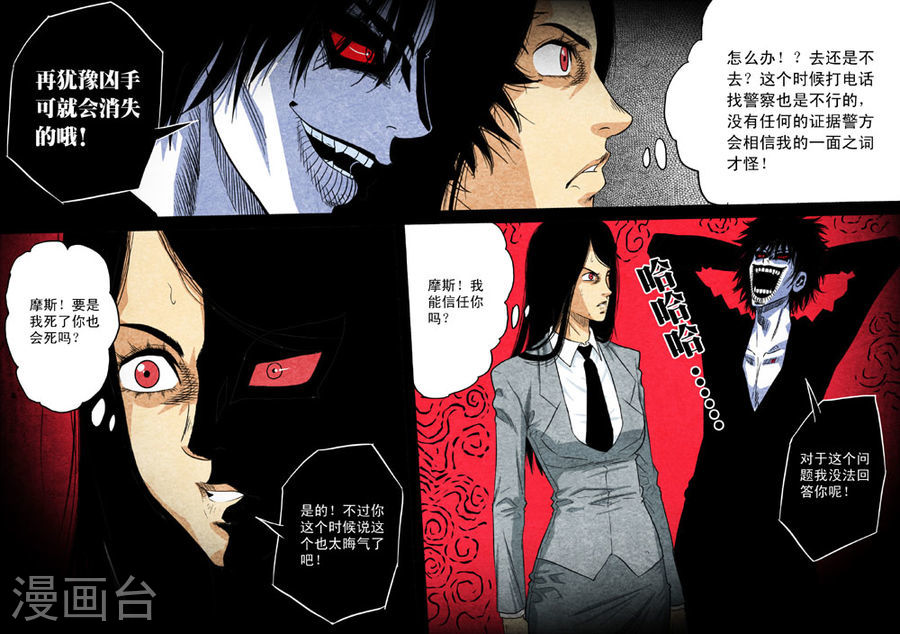 再犹豫凶手
可就会消失
的哦！
怎么办！？去还是不
去？这个时候打电话
找警察也是不行的，
没有任何的证据警方
会相信我的一面之词
才怪！
摩斯！要是
我死了你也
会死吗？
是的！不过你
这个时候说这
个也太晦气了
吧！
摩斯！我
能信任你
吗？
哈哈哈……
对于这个问
题我没法回
答你呢！
漫画台